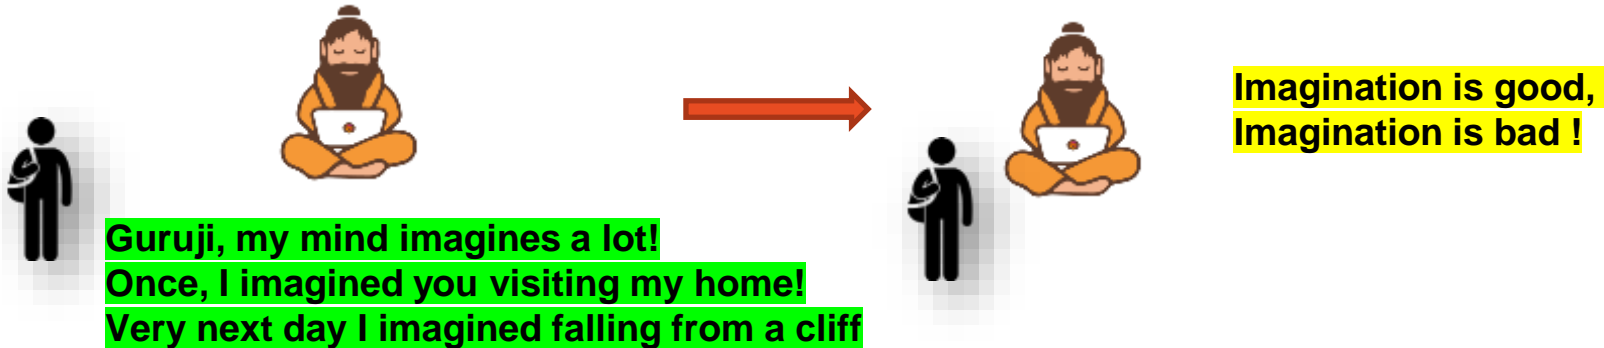 Guruji, my mind imagines a lot!
Once, I imagined you visiting my home!
Very next day I imagined falling from a cliff
Imagination is good,
Imagination is bad !